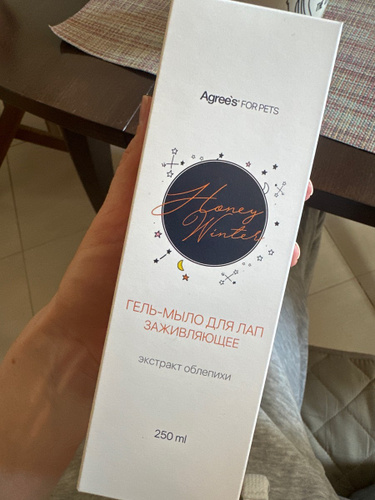 Agree's® FOR PETS
Honey
Winter
ГЕЛЬ-МЫЛО ДЛЯ ЛАП
ЗАЖИВЛЯЮЩЕЕ
экстракт облепихи
250 ml